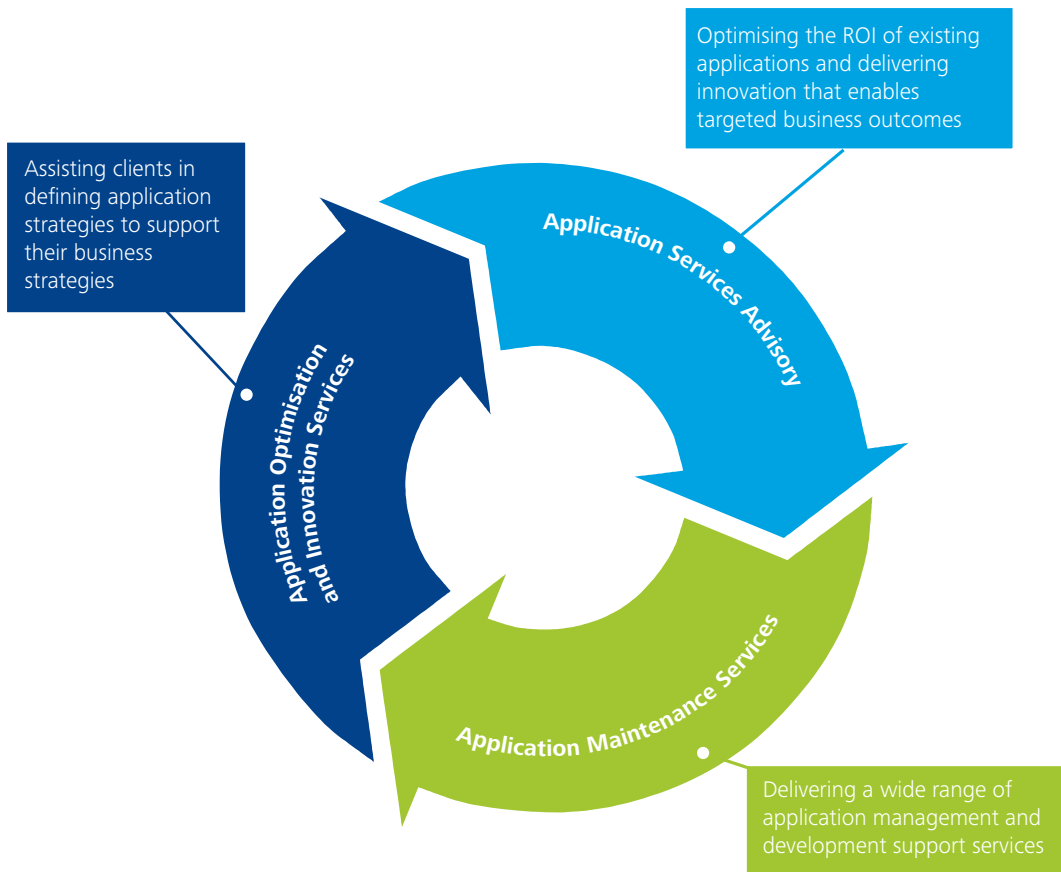 Optimising the ROI of existing
applications and delivering
innovation that enables
targeted business outcomes
Assisting clients in
defining application
strategies to support
their business
strategies
Application Services Advisory
Application Optimisation
and Innovation Services
Application Maintenance Services
Delivering a wide range of
application management and
development support services